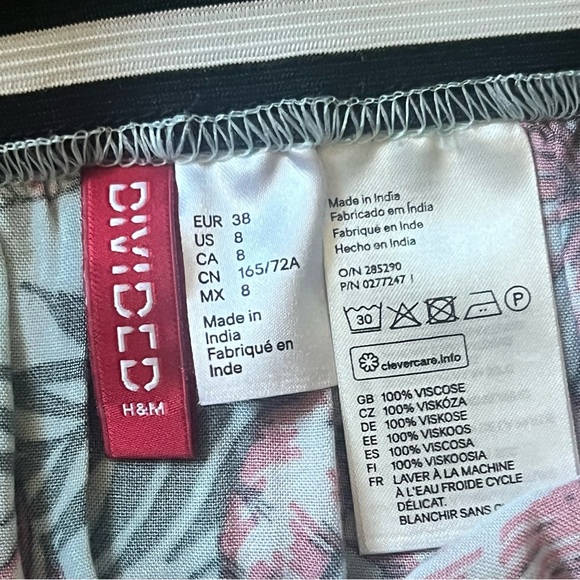 DIVIDED
H&M
EUR 38
US 8
CA 8
CN 165/72A
MX 8
Made in
India
Fabriqué en
Inde
Made in India
Fabricado em Índia
Fabriqué en Inde
Hecho en India
O/N 285290
P/N 0277247 I
30
P
clevercare.info
GB 100% VISCOSE
CZ 100% VISKÓZA
DE 100% VISKOSE
EE 100% VISKOOS
ES 100% VISCOSA
FI 100% VISKOOSIA
FR LAVER À LA MACHINE
À L'EAU FROIDE CYCLE
DÉLICAT.
BLANCHIR SANS